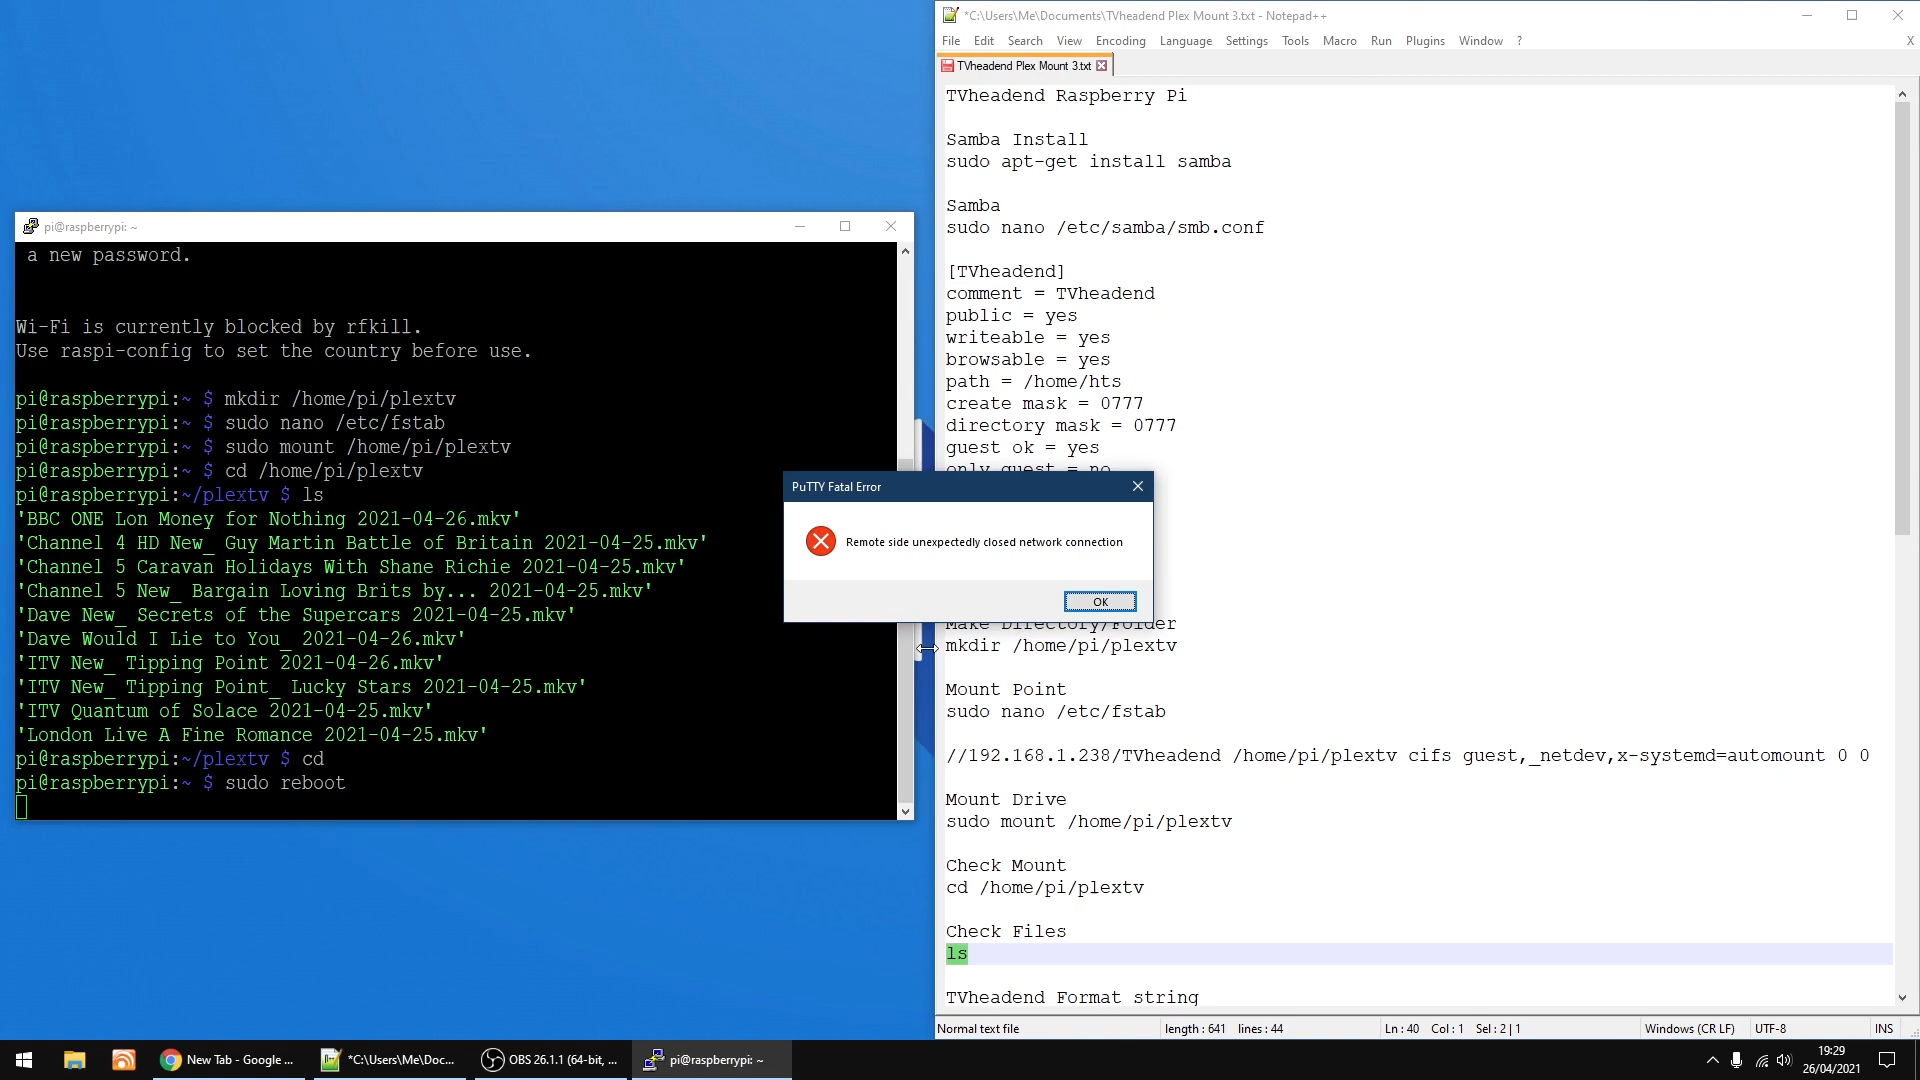 pi@raspberrypi: ~
a new password.
Wi-Fi is currently blocked by rfkill.
Use raspi-config to set the country before use.
pi@raspberrypi:~ $ mkdir /home/pi/plextv
pi@raspberrypi:~ $ sudo nano /etc/fstab
pi@raspberrypi:~ $ sudo mount /home/pi/plextv
pi@raspberrypi:~ $ cd /home/pi/plextv
pi@raspberrypi:~/plextv $ ls
'BBC ONE Lon Money for Nothing 2021-04-26.mkv'
'Channel 4 HD New_ Guy Martin Battle of Britain 2021-04-25.mkv'
'Channel 5 Caravan Holidays With Shane Richie 2021-04-25.mkv'
'Channel 5 New_ Bargain Loving Brits by... 2021-04-25.mkv'
'Dave New_ Secrets of the Supercars 2021-04-25.mkv'
'Dave Would I Lie to You_ 2021-04-26.mkv'
'ITV New_ Tipping Point 2021-04-26.mkv'
'ITV New_ Tipping Point_ Lucky Stars 2021-04-25.mkv'
'ITV Quantum of Solace 2021-04-25.mkv'
'London Live A Fine Romance 2021-04-25.mkv'
pi@raspberrypi:~/plextv $ cd
pi@raspberrypi:~ $ sudo reboot
PuTTY Fatal Error
Remote side unexpectedly closed network connection
OK
*C:\Users\Me\Documents\TVheadend Plex Mount 3.txt - Notepad++
File Edit Search View Encoding Language Settings Tools Macro Run Plugins Window ? X
TVheadend Plex Mount 3.txt
TVheadend Raspberry Pi
Samba Install
sudo apt-get install samba
Samba
sudo nano /etc/samba/smb.conf
[TVheadend]
comment = TVheadend
public = yes
writeable = yes
browsable = yes
path = /home/hts
create mask = 0777
directory mask = 0777
guest ok = yes
only guest = no
Make Directory/Folder
mkdir /home/pi/plextv
Mount Point
sudo nano /etc/fstab
//192.168.1.238/TVheadend /home/pi/plextv cifs guest,_netdev,x-systemd=automount 0 0
Mount Drive
sudo mount /home/pi/plextv
Check Mount
cd /home/pi/plextv
Check Files
ls
TVheadend Format string
Normal text file length : 641 lines : 44 Ln : 40 Col : 1 Sel : 2 | 1 Windows (CR LF) UTF-8 INS
New Tab - Google ... *C:\Users\Me\Doc... OBS 26.1.1 (64-bit, ... pi@raspberrypi: ~
19:29
26/04/2021